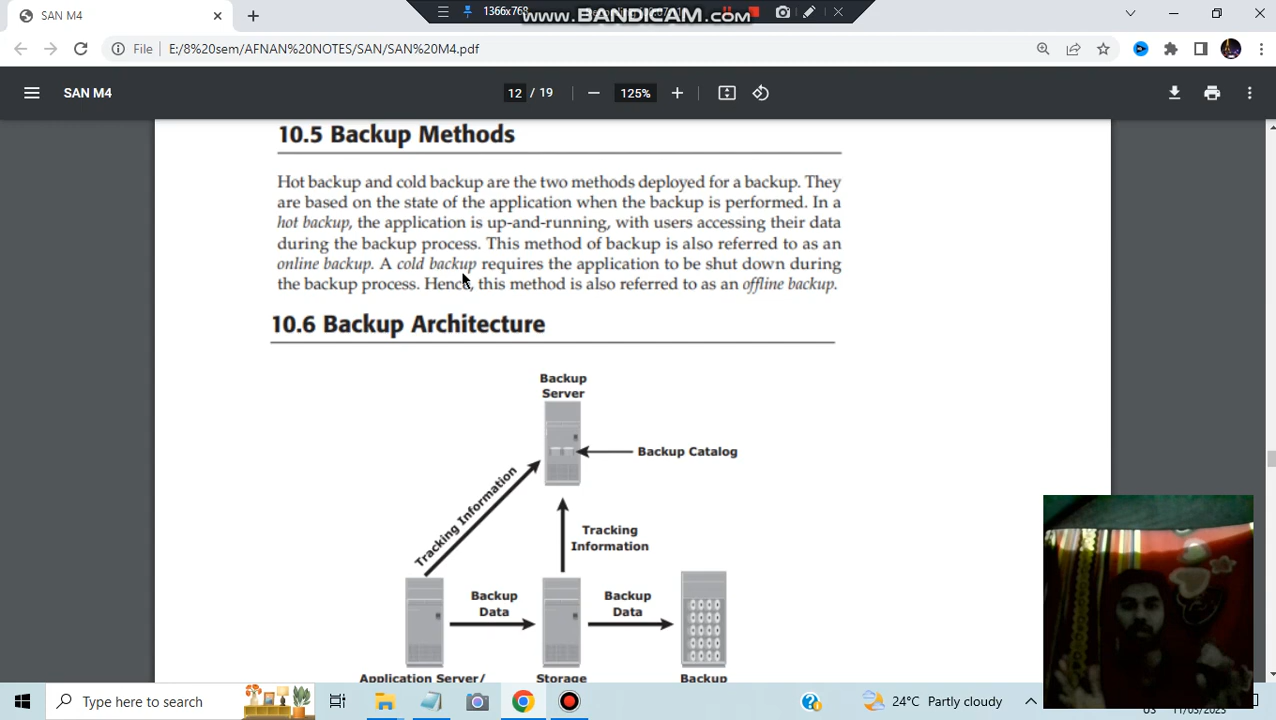 SAN M4
1366x768
www.BANDICAM.com
File
E:/8%20sem/AFNAN%20NOTES/SAN/SAN%20M4.pdf
SAN M4
12 / 19
125%
10.5 Backup Methods
Hot backup and cold backup are the two methods deployed for a backup. They
are based on the state of the application when the backup is performed. In a
hot backup, the application is up-and-running, with users accessing their data
during the backup process. This method of backup is also referred to as an
online backup. A cold backup requires the application to be shut down during
the backup process. Hence, this method is also referred to as an offline backup.
10.6 Backup Architecture
Backup
Server
Backup Catalog
Tracking Information
Tracking
Information
Backup
Data
Backup
Data
Application Server/
Storage
Backup
Type here to search
24°C Partly cloudy
US
11/05/2023